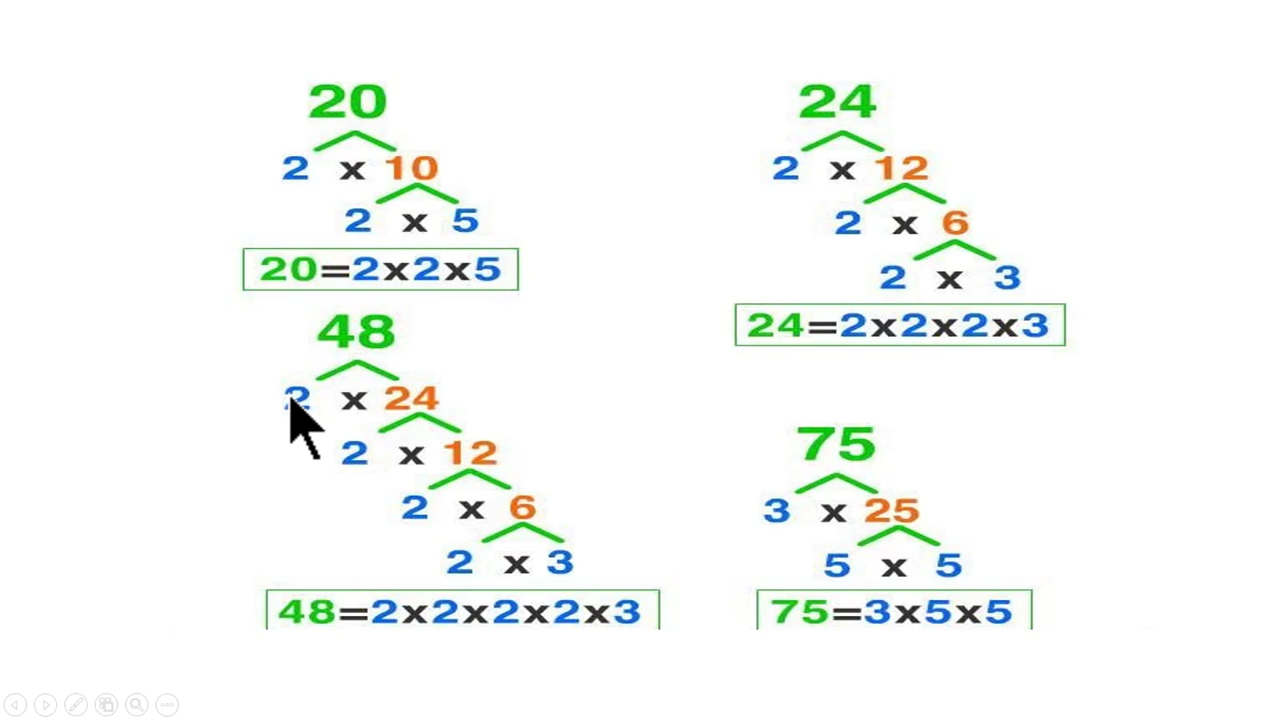 20
2 x 10
2 x 5
20=2x2x5
24
2 x 12
2 x 6
2 x 3
24=2x2x2x3
48
2 x 24
2 x 12
2 x 6
2 x 3
48=2x2x2x2x3
75
3 x 25
5 x 5
75=3x5x5